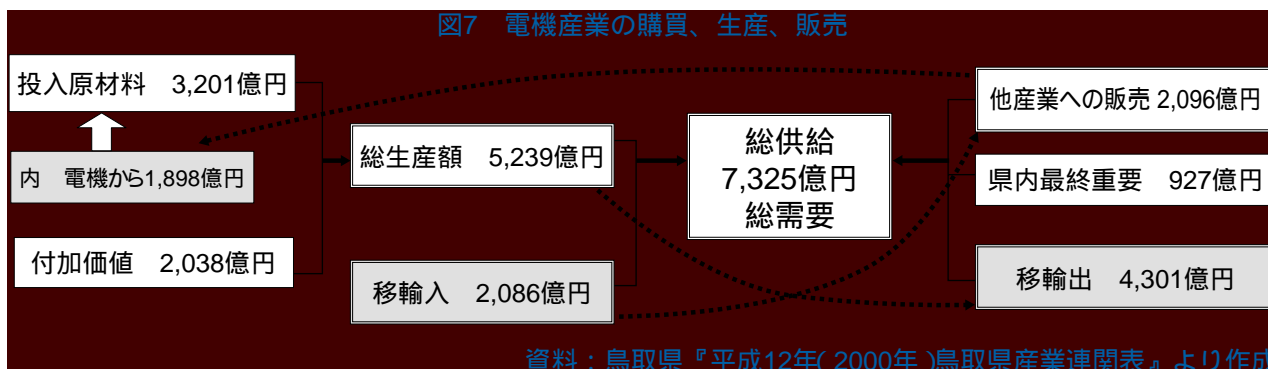 図7　電機産業の購買、生産、販売
投入原材料　3,201億円
内　電機から1,898億円
付加価値　2,038億円
総生産額　5,239億円
移輸入　2,086億円
総供給
7,325億円
総需要
他産業への販売 2,096億円
県内最終重要　927億円
移輸出　4,301億円
資料：鳥取県『平成12年(2000年)鳥取県産業連関表』より作成